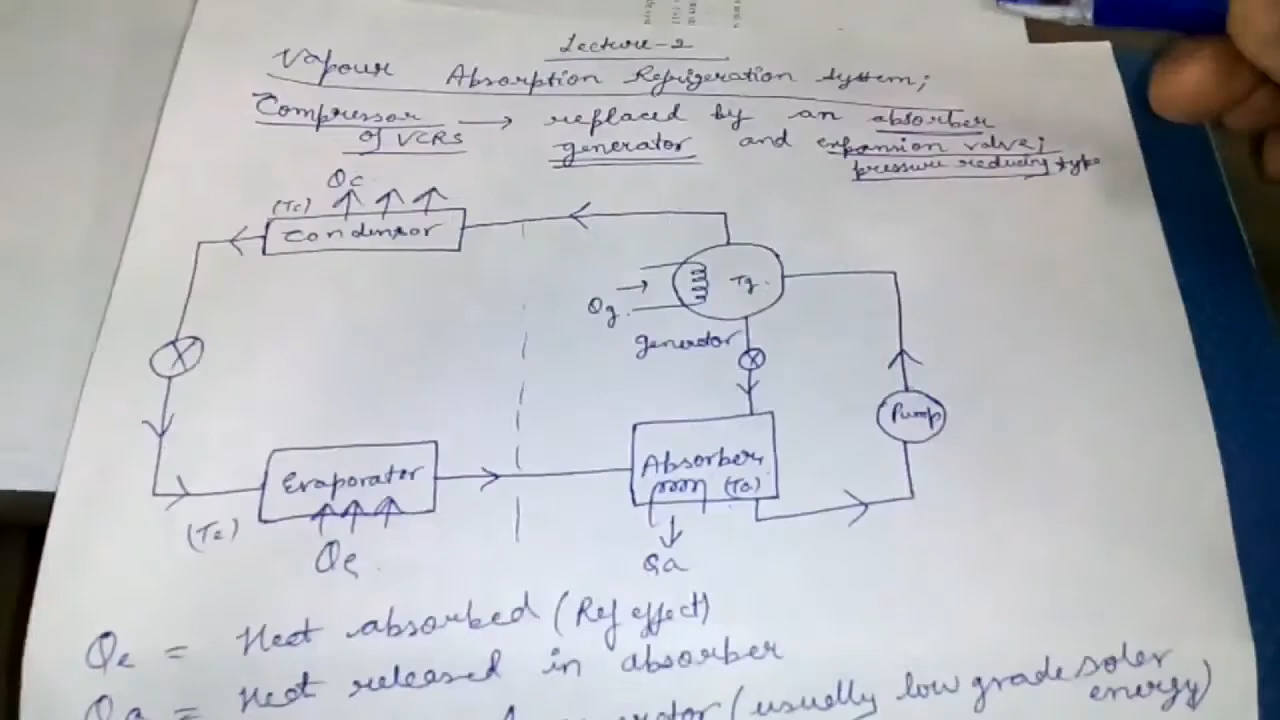 Lecture-2
Vapour Absorption Refrigeration System;
Compressor → replaced by an absorber
of VCRS generator and expansion valve;
pressure reducing type
Qc
(Tc)
Condensor
Qg
Tg.
generator
Pump
Evaporator
Absorber
(Ta)
(Te)
Qe
Qa
Qe = Heat absorbed (Ref effect)
Qa = Heat released in absorber
(usually low grade solar
energy)